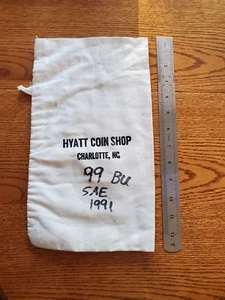 HYATT COIN SHOP
CHARLOTTE, NC
99 BU
SAE
1991